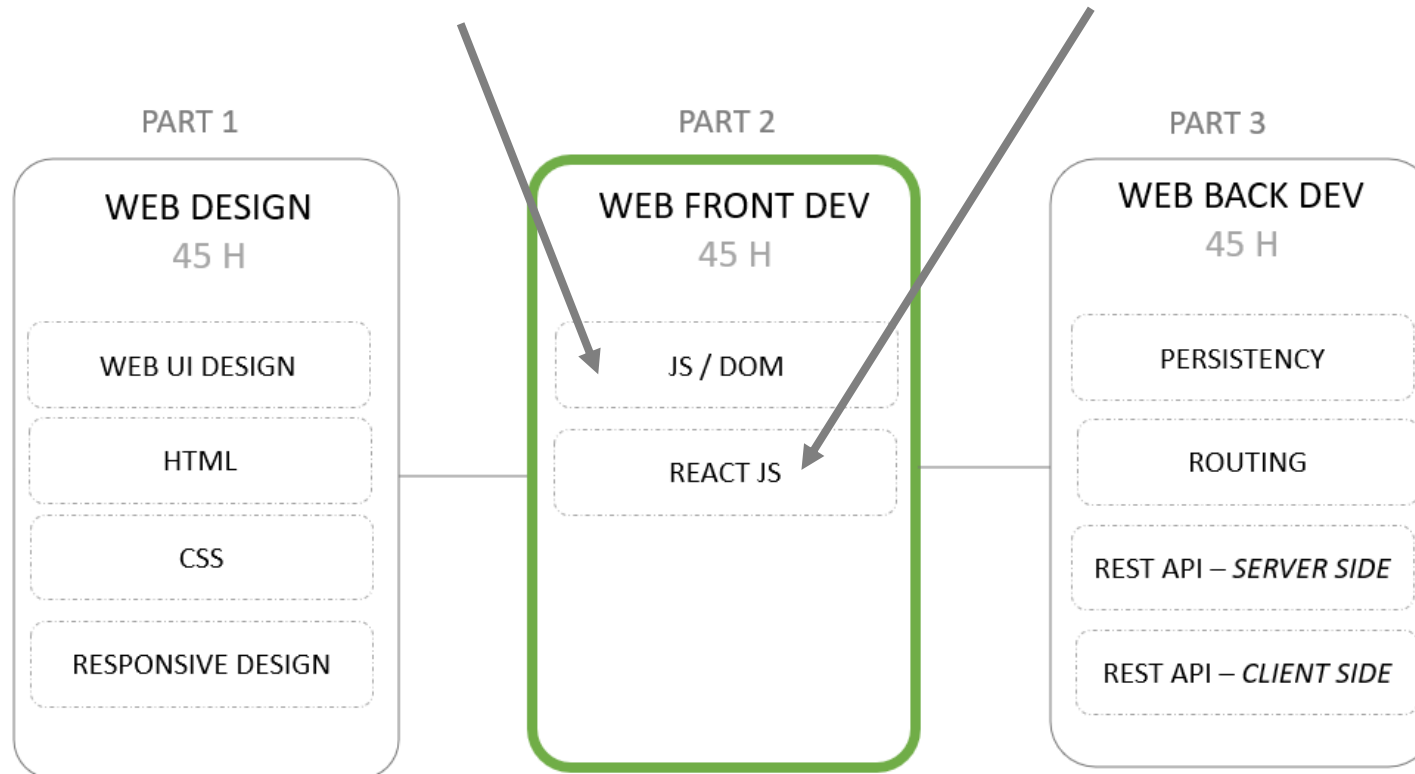 PART 1
WEB DESIGN
45 H
WEB UI DESIGN
HTML
CSS
RESPONSIVE DESIGN
PART 2
WEB FRONT DEV
45 H
JS / DOM
REACT JS
PART 3
WEB BACK DEV
45 H
PERSISTENCY
ROUTING
REST API – SERVER SIDE
REST API – CLIENT SIDE